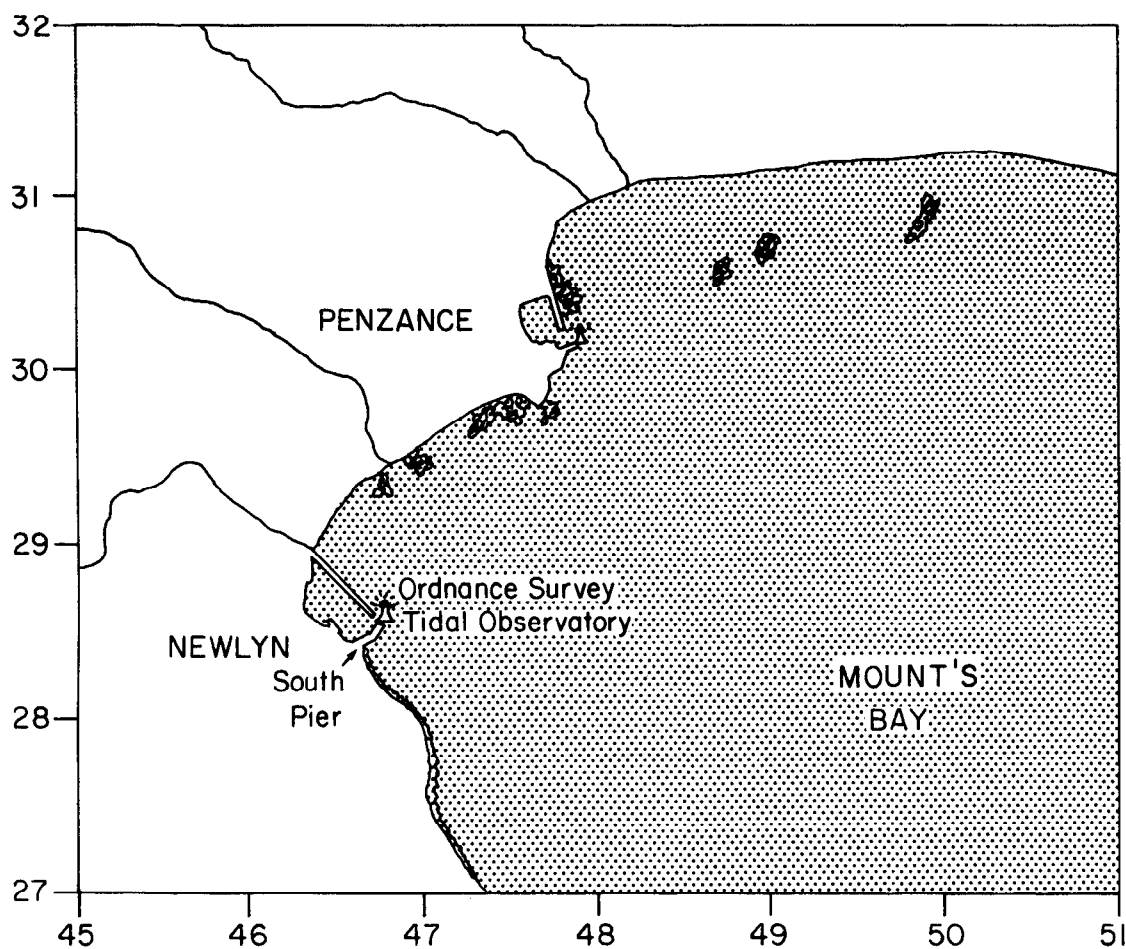 32
31
30
29
28
27
PENZANCE
Ordnance Survey
Tidal Observatory
NEWLYN
South
Pier
MOUNT'S
BAY
45 46 47 48 49 50 51